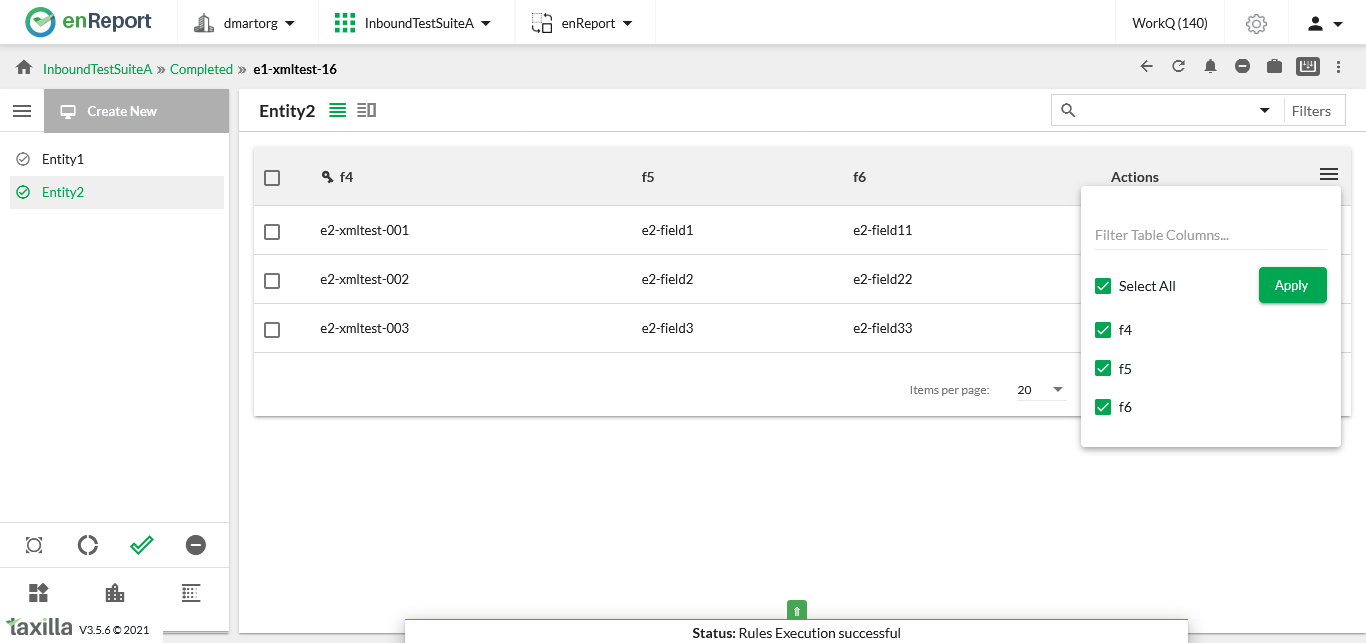 enReport
dmartorg
InboundTestSuiteA
enReport
WorkQ (140)
InboundTestSuiteA » Completed » e1-xmltest-16
Create New
Entity2
Filters
Entity1
Entity2
f4 f5 f6 Actions
e2-xmltest-001 e2-field1 e2-field11
e2-xmltest-002 e2-field2 e2-field22
e2-xmltest-003 e2-field3 e2-field33
Items per page: 20
Filter Table Columns...
Select All
Apply
f4
f5
f6
taxilla V3.5.6 © 2021
Status: Rules Execution successful